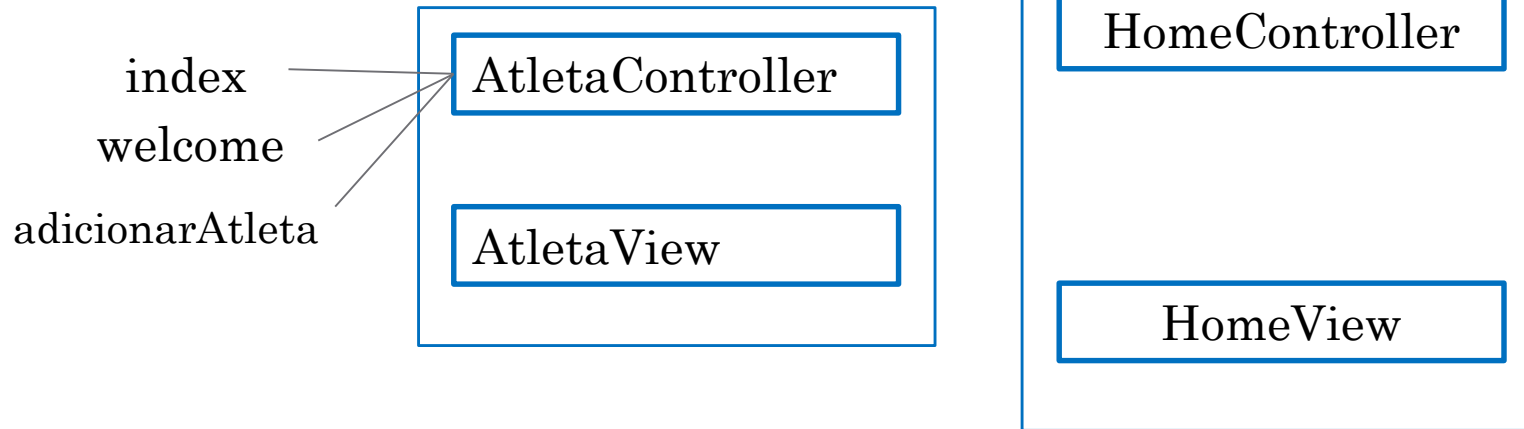 index
welcome
adicionarAtleta
AtletaController
AtletaView
HomeController
HomeView